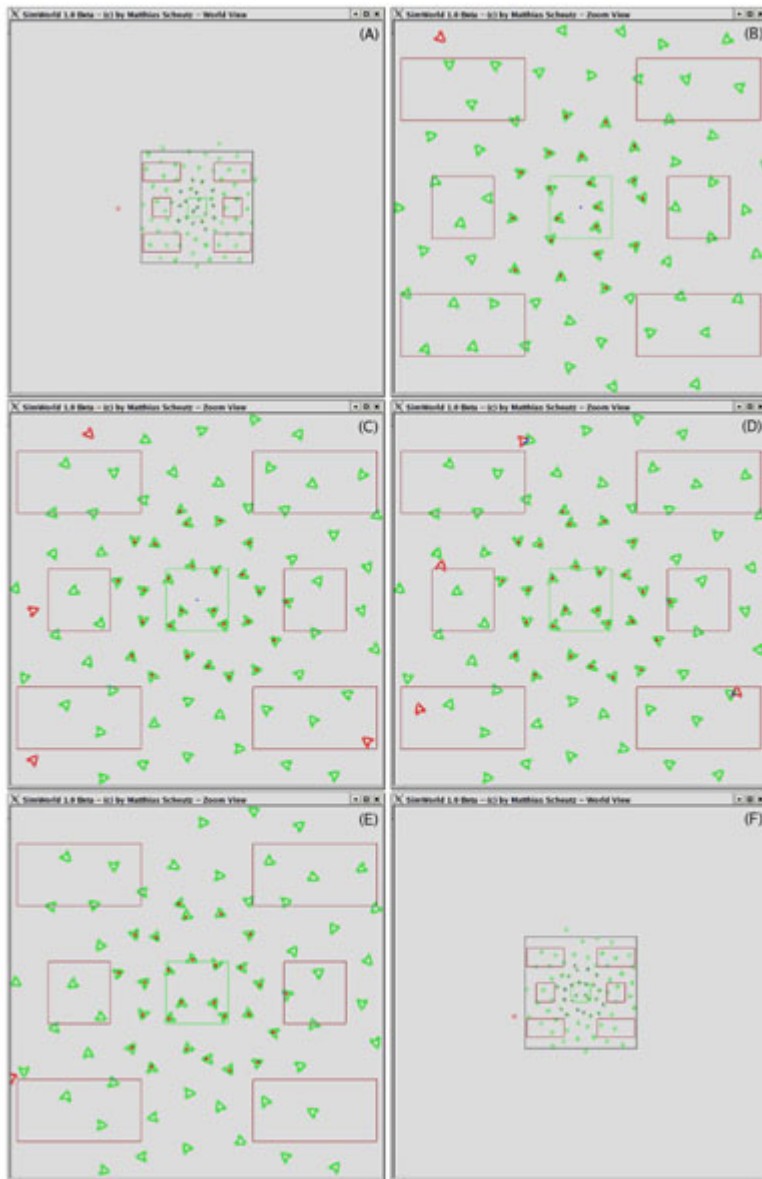 SimWorld 1.0 Beta - (c) by Matthias Scheutz - World View
(A)
SimWorld 1.0 Beta - (c) by Matthias Scheutz - Zoom View
(B)
SimWorld 1.0 Beta - (c) by Matthias Scheutz - Zoom View
(C)
SimWorld 1.0 Beta - (c) by Matthias Scheutz - Zoom View
(D)
SimWorld 1.0 Beta - (c) by Matthias Scheutz - Zoom View
(E)
SimWorld 1.0 Beta - (c) by Matthias Scheutz - World View
(F)